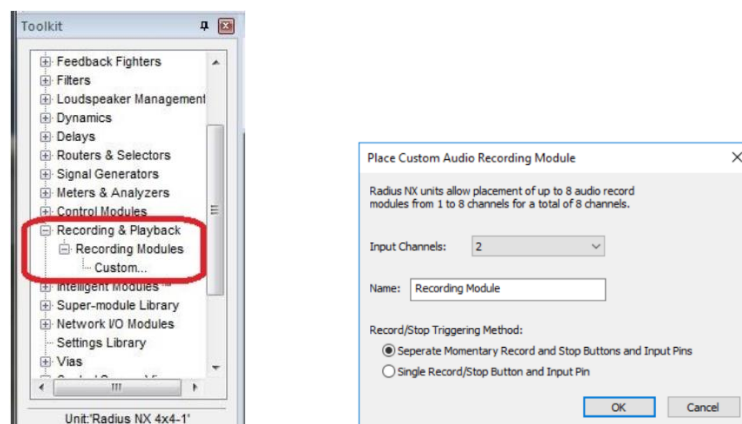 Toolkit
Feedback Fighters
Filters
Loudspeaker Management
Dynamics
Delays
Routers & Selectors
Signal Generators
Meters & Analyzers
Control Modules
Recording & Playback
Recording Modules
Custom...
Intelligent Modules ™
Super-module Library
Network I/O Modules
Settings Library
Vias
Unit:'Radius NX 4x4-1'
Place Custom Audio Recording Module
Radius NX units allow placement of up to 8 audio record
modules from 1 to 8 channels for a total of 8 channels.
Input Channels: 2
Name: Recording Module
Record/Stop Triggering Method:
Seperate Momentary Record and Stop Buttons and Input Pins
Single Record/Stop Button and Input Pin
OK Cancel